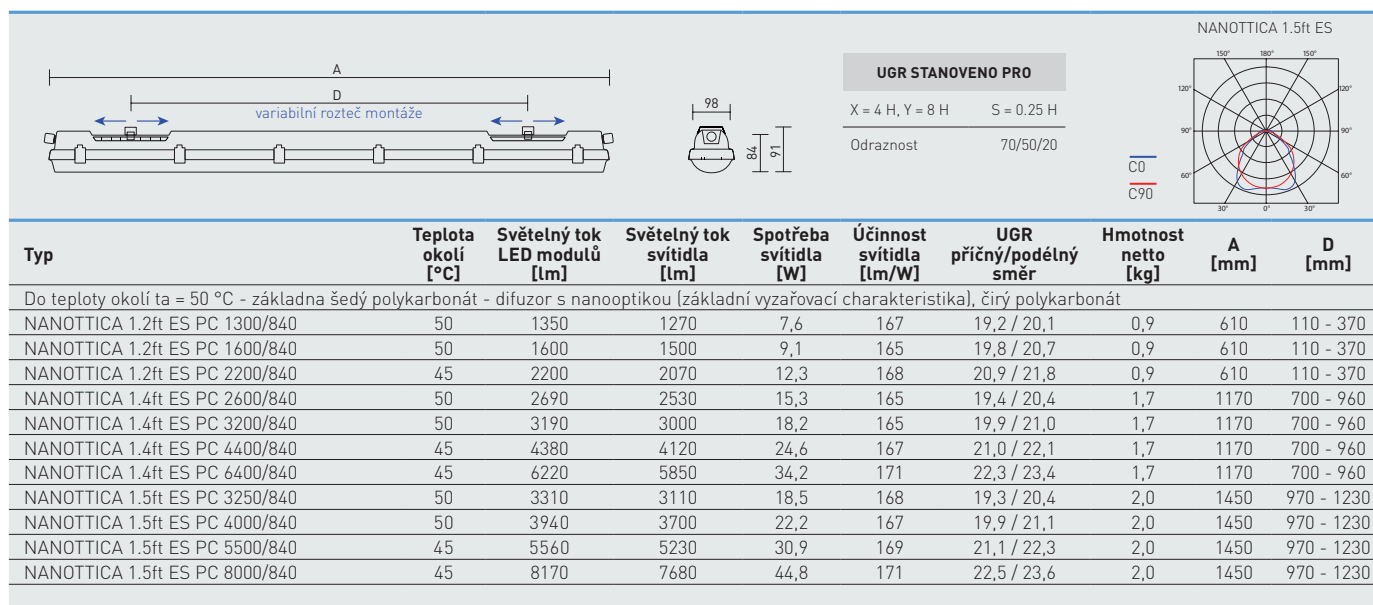 NANOTTICA 1.5ft ES
150° 180° 150°
120° 120°
90° 90°
60° 60°
30° 0° 30°
C0
C90
A
D
variabilní rozteč montáže
98
84
91
UGR STANOVENO PRO
X = 4 H, Y = 8 H S = 0.25 H
Odraznost 70/50/20
Typ Teplota okolí [°C] Světelný tok LED modulů [lm] Světelný tok svítidla [lm] Spotřeba svítidla [W] Účinnost svítidla [lm/W] UGR příčný/podélný směr Hmotnost netto [kg] A [mm] D [mm]
Do teploty okolí ta = 50 °C - základna šedý polykarbonát - difuzor s nanooptikou (základní vyzařovací charakteristika), čirý polykarbonát
NANOTTICA 1.2ft ES PC 1300/840 50 1350 1270 7,6 167 19,2 / 20,1 0,9 610 110 - 370
NANOTTICA 1.2ft ES PC 1600/840 50 1600 1500 9,1 165 19,8 / 20,7 0,9 610 110 - 370
NANOTTICA 1.2ft ES PC 2200/840 45 2200 2070 12,3 168 20,9 / 21,8 0,9 610 110 - 370
NANOTTICA 1.4ft ES PC 2600/840 50 2690 2530 15,3 165 19,4 / 20,4 1,7 1170 700 - 960
NANOTTICA 1.4ft ES PC 3200/840 50 3190 3000 18,2 165 19,9 / 21,0 1,7 1170 700 - 960
NANOTTICA 1.4ft ES PC 4400/840 45 4380 4120 24,6 167 21,0 / 22,1 1,7 1170 700 - 960
NANOTTICA 1.4ft ES PC 6400/840 45 6220 5850 34,2 171 22,3 / 23,4 1,7 1170 700 - 960
NANOTTICA 1.5ft ES PC 3250/840 50 3310 3110 18,5 168 19,3 / 20,4 2,0 1450 970 - 1230
NANOTTICA 1.5ft ES PC 4000/840 50 3940 3700 22,2 167 19,9 / 21,1 2,0 1450 970 - 1230
NANOTTICA 1.5ft ES PC 5500/840 45 5560 5230 30,9 169 21,1 / 22,3 2,0 1450 970 - 1230
NANOTTICA 1.5ft ES PC 8000/840 45 8170 7680 44,8 171 22,5 / 23,6 2,0 1450 970 - 1230